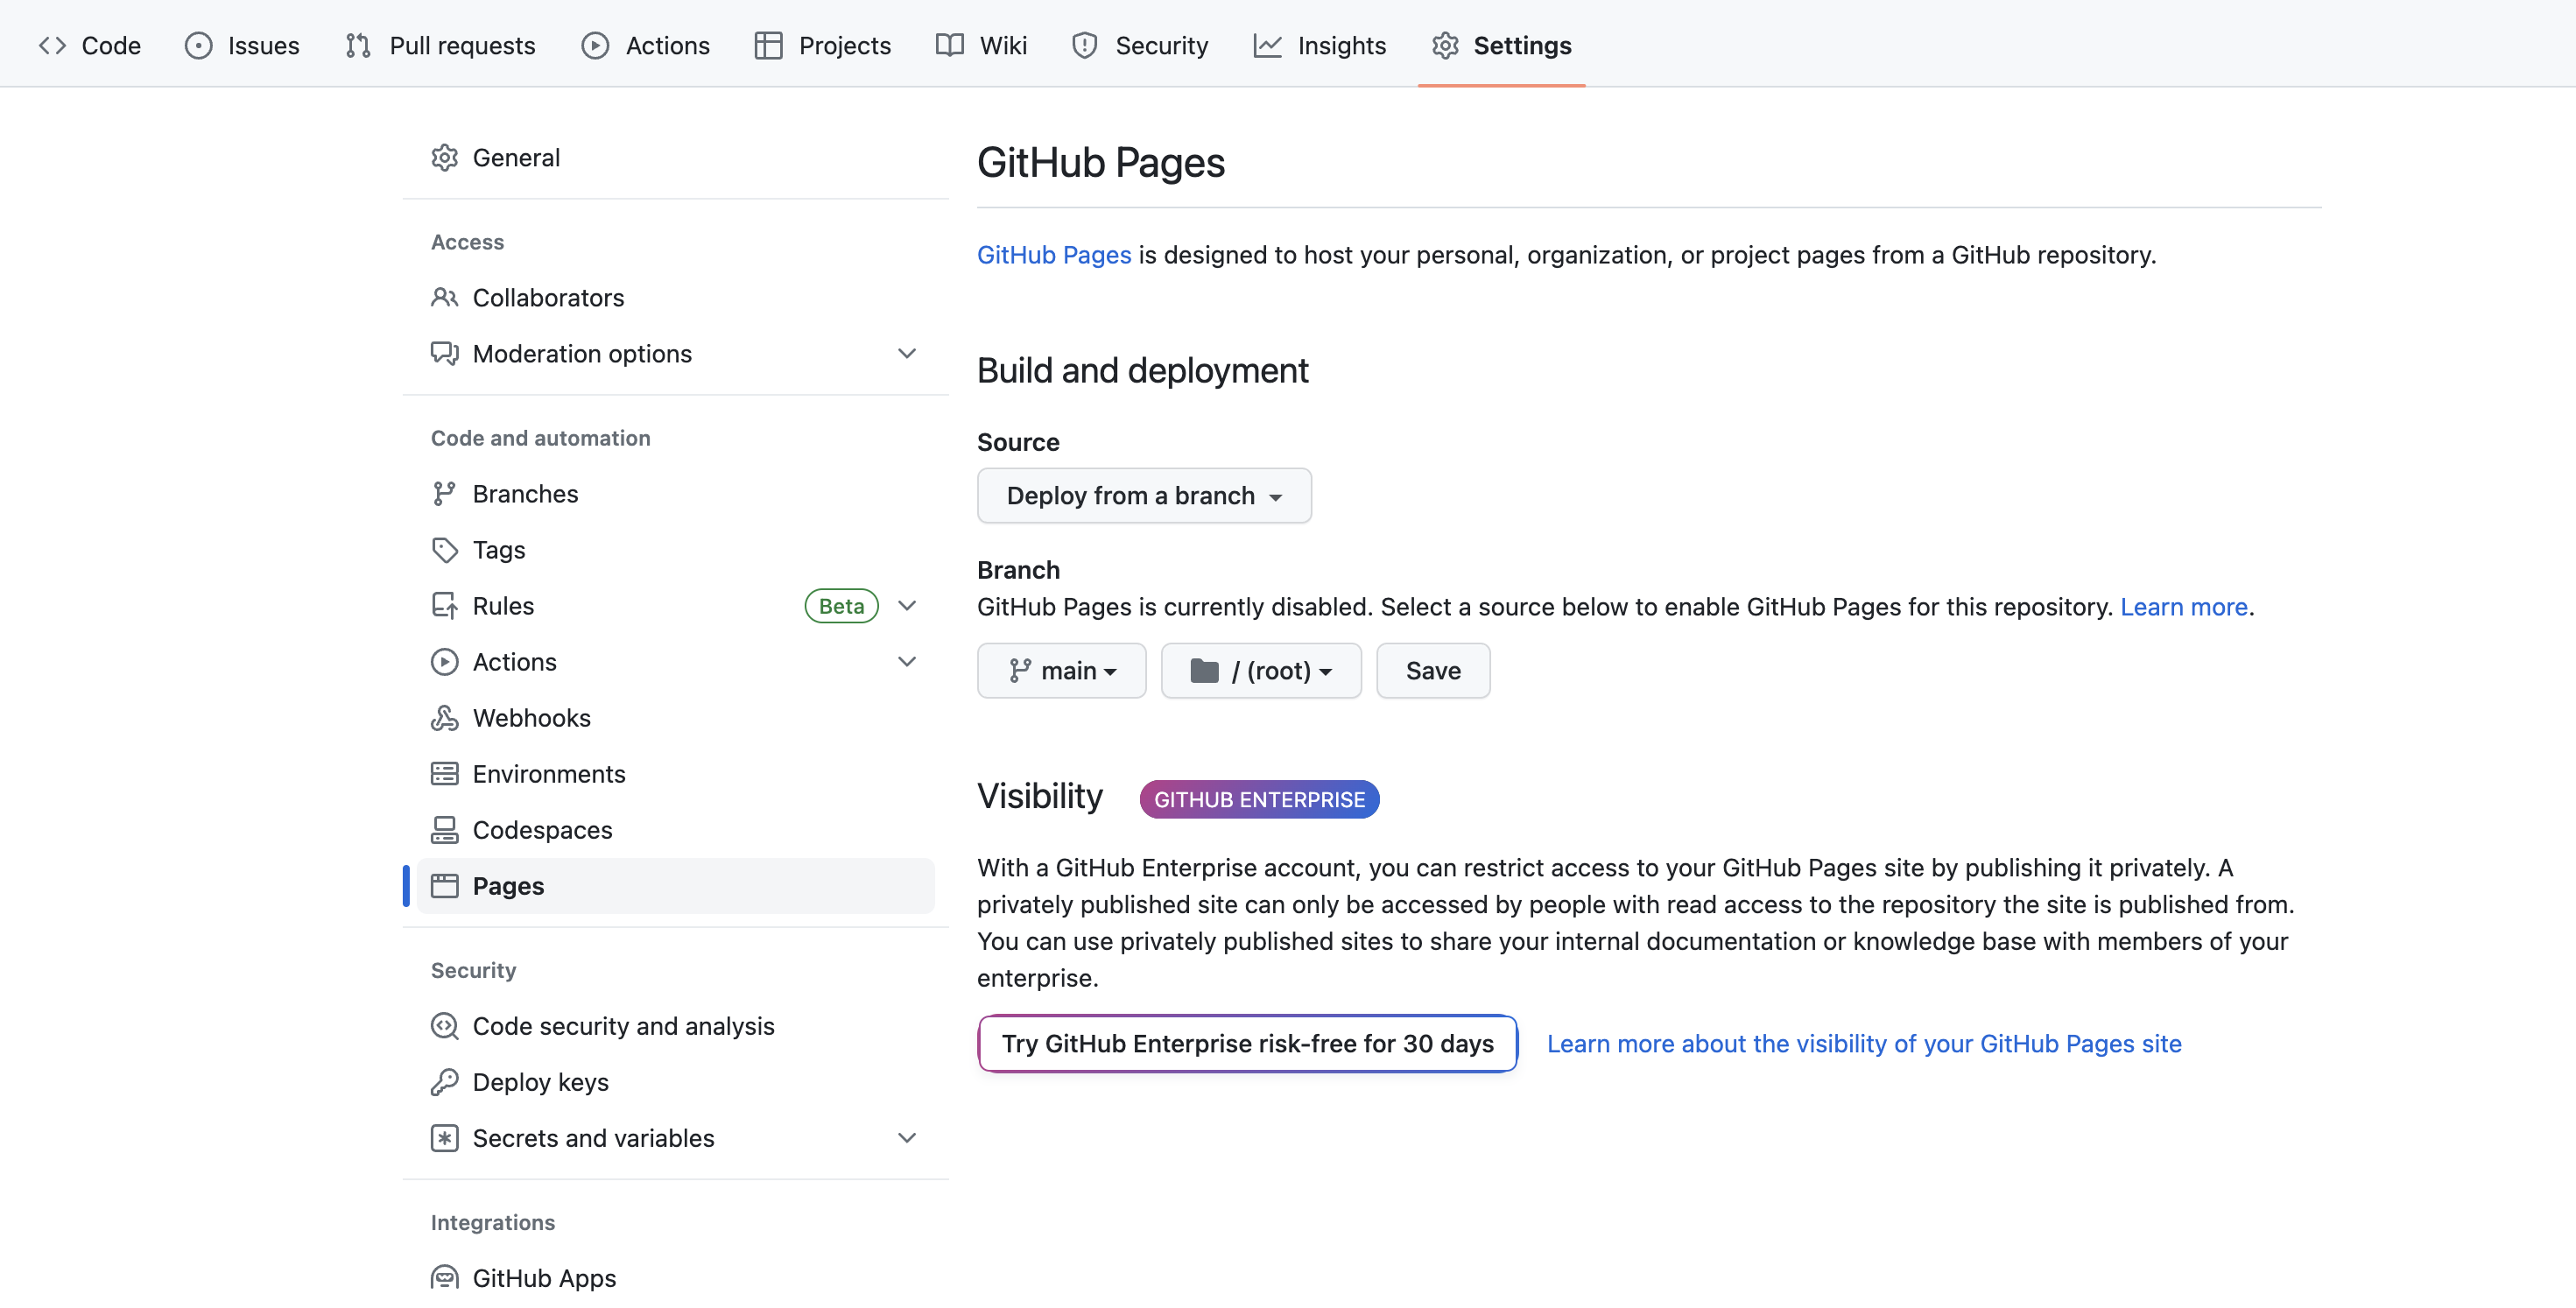 Code Issues Pull requests Actions Projects Wiki Security Insights Settings
General
Access
Collaborators
Moderation options
Code and automation
Branches
Tags
Rules Beta
Actions
Webhooks
Environments
Codespaces
Pages
Security
Code security and analysis
Deploy keys
Secrets and variables
Integrations
GitHub Apps
GitHub Pages
GitHub Pages is designed to host your personal, organization, or project pages from a GitHub repository.
Build and deployment
Source
Deploy from a branch
Branch
GitHub Pages is currently disabled. Select a source below to enable GitHub Pages for this repository. Learn more.
main / (root) Save
Visibility GITHUB ENTERPRISE
With a GitHub Enterprise account, you can restrict access to your GitHub Pages site by publishing it privately. A
privately published site can only be accessed by people with read access to the repository the site is published from.
You can use privately published sites to share your internal documentation or knowledge base with members of your
enterprise.
Try GitHub Enterprise risk-free for 30 days Learn more about the visibility of your GitHub Pages site